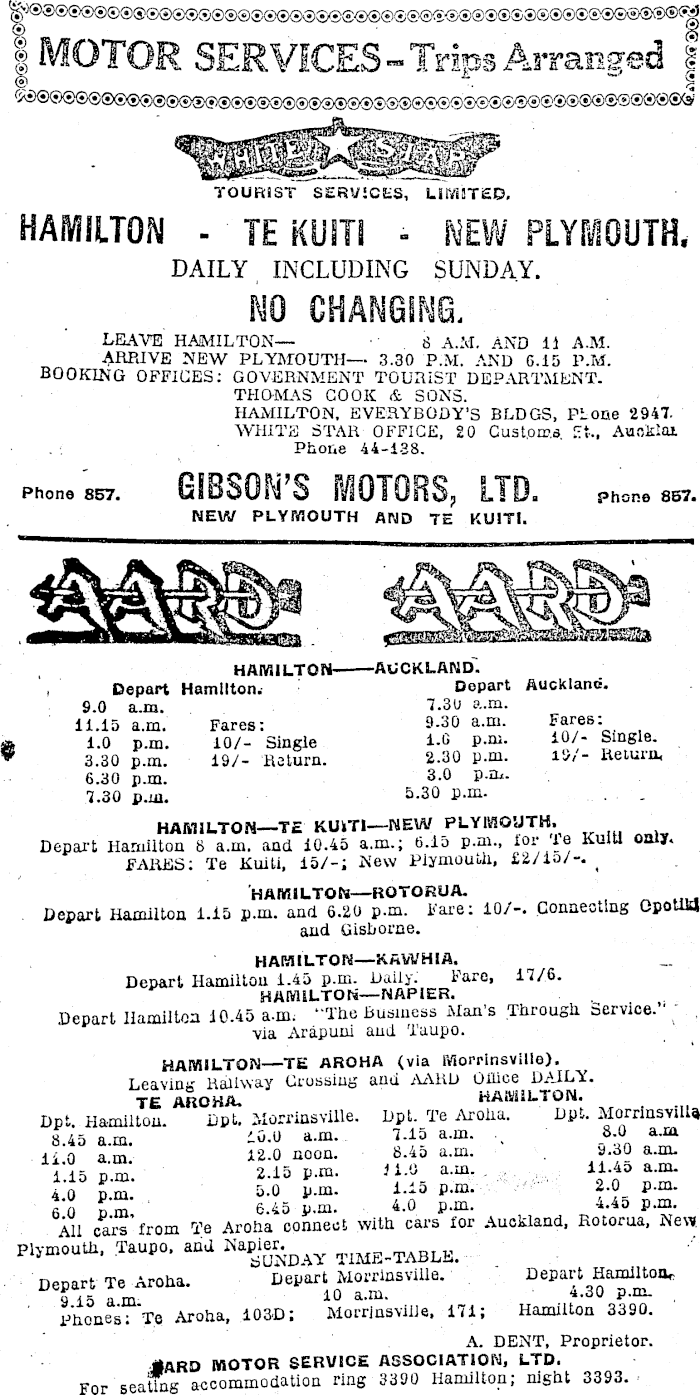 MOTOR SERVICES - Trips Arranged
WHITE STAR
TOURIST SERVICES, LIMITED.
HAMILTON - TE KUITI - NEW PLYMOUTH.
DAILY INCLUDING SUNDAY.
NO CHANGING.
LEAVE HAMILTON— 8 A.M. AND 11 A.M.
ARRIVE NEW PLYMOUTH— 3.30 P.M. AND 6.15 P.M.
BOOKING OFFICES: GOVERNMENT TOURIST DEPARTMENT.
THOMAS COOK & SONS.
HAMILTON, EVERYBODY'S BLDGS, Phone 2947.
WHITE STAR OFFICE, 20 Customs St., Aucklan
Phone 44-138.
Phone 857. GIBSON'S MOTORS, LTD. Phone 857.
NEW PLYMOUTH AND TE KUITI.
AARD AARD
HAMILTON——AUCKLAND.
Depart Hamilton. Depart Auckland.
9.0 a.m. 7.30 a.m.
11.15 a.m. Fares: 9.30 a.m. Fares:
1.0 p.m. 10/- Single 1.0 p.m. 10/- Single.
3.30 p.m. 19/- Return. 2.30 p.m. 19/- Return.
6.30 p.m. 3.0 p.m.
7.30 p.m. 5.30 p.m.
HAMILTON—TE KUITI—NEW PLYMOUTH.
Depart Hamilton 8 a.m. and 10.45 a.m.; 6.15 p.m., for Te Kuiti only.
FARES: Te Kuiti, 15/-; New Plymouth, £2/15/-.
HAMILTON—ROTORUA.
Depart Hamilton 1.15 p.m. and 6.20 p.m. Fare: 10/-. Connecting Opotiki
and Gisborne.
HAMILTON—KAWHIA.
Depart Hamilton 1.45 p.m. Daily. Fare, 17/6.
HAMILTON—NAPIER.
Depart Hamilton 10.45 a.m. "The Business Man's Through Service."
via Arapuni and Taupo.
HAMILTON—TE AROHA (via Morrinsville).
Leaving Railway Crossing and AARD Office DAILY.
TE AROHA. HAMILTON.
Dpt. Hamilton. Dpt. Morrinsville. Dpt. Te Aroha. Dpt. Morrinsville
8.45 a.m. 10.0 a.m. 7.15 a.m. 8.0 a.m
11.0 a.m. 12.0 noon. 8.45 a.m. 9.30 a.m.
1.15 p.m. 2.15 p.m. 11.0 a.m. 11.45 a.m.
4.0 p.m. 5.0 p.m. 1.15 p.m. 2.0 p.m.
6.0 p.m. 6.45 p.m. 4.0 p.m. 4.45 p.m.
All cars from Te Aroha connect with cars for Auckland, Rotorua, New
Plymouth, Taupo, and Napier.
SUNDAY TIME-TABLE.
Depart Te Aroha. Depart Morrinsville. Depart Hamilton.
9.15 a.m. 10 a.m. 4.30 p.m.
Phones: Te Aroha, 103D; Morrinsville, 171; Hamilton 3390.
A. DENT, Proprietor.
AARD MOTOR SERVICE ASSOCIATION, LTD.
For seating accommodation ring 3390 Hamilton; night 3393.